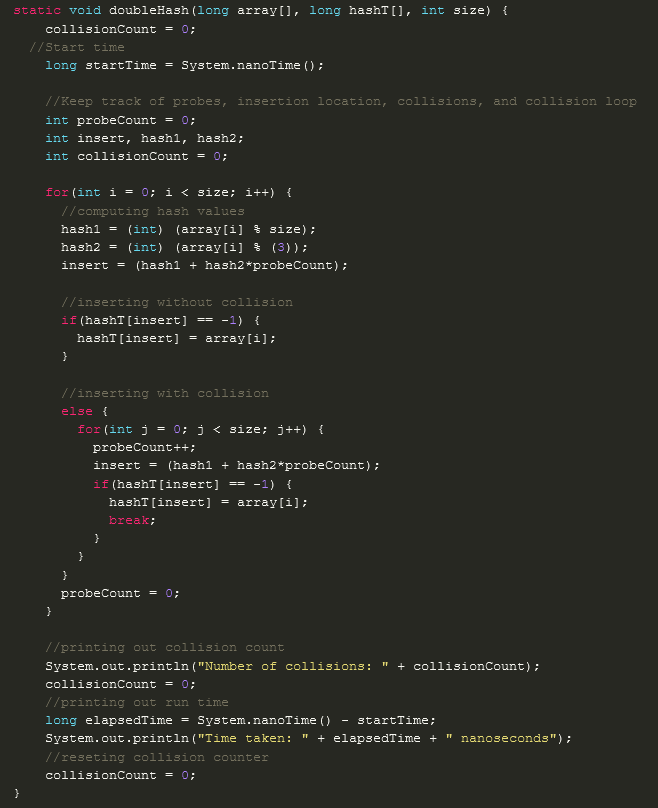 static void doubleHash(long array[], long hashT[], int size) {
    collisionCount = 0;
  //Start time
    long startTime = System.nanoTime();

    //Keep track of probes, insertion location, collisions, and collision loop
    int probeCount = 0;
    int insert, hash1, hash2;
    int collisionCount = 0;

    for(int i = 0; i < size; i++) {
      //computing hash values
      hash1 = (int) (array[i] % size);
      hash2 = (int) (array[i] % (3));
      insert = (hash1 + hash2*probeCount);

      //inserting without collision
      if(hashT[insert] == -1) {
        hashT[insert] = array[i];
      }

      //inserting with collision
      else {
        for(int j = 0; j < size; j++) {
          probeCount++;
          insert = (hash1 + hash2*probeCount);
          if(hashT[insert] == -1) {
            hashT[insert] = array[i];
            break;
          }
        }
      }
      probeCount = 0;
    }

    //printing out collision count
    System.out.println("Number of collisions: " + collisionCount);
    collisionCount = 0;
    //printing out run time
    long elapsedTime = System.nanoTime() - startTime;
    System.out.println("Time taken: " + elapsedTime + " nanoseconds");
    //reseting collision counter
    collisionCount = 0;
}